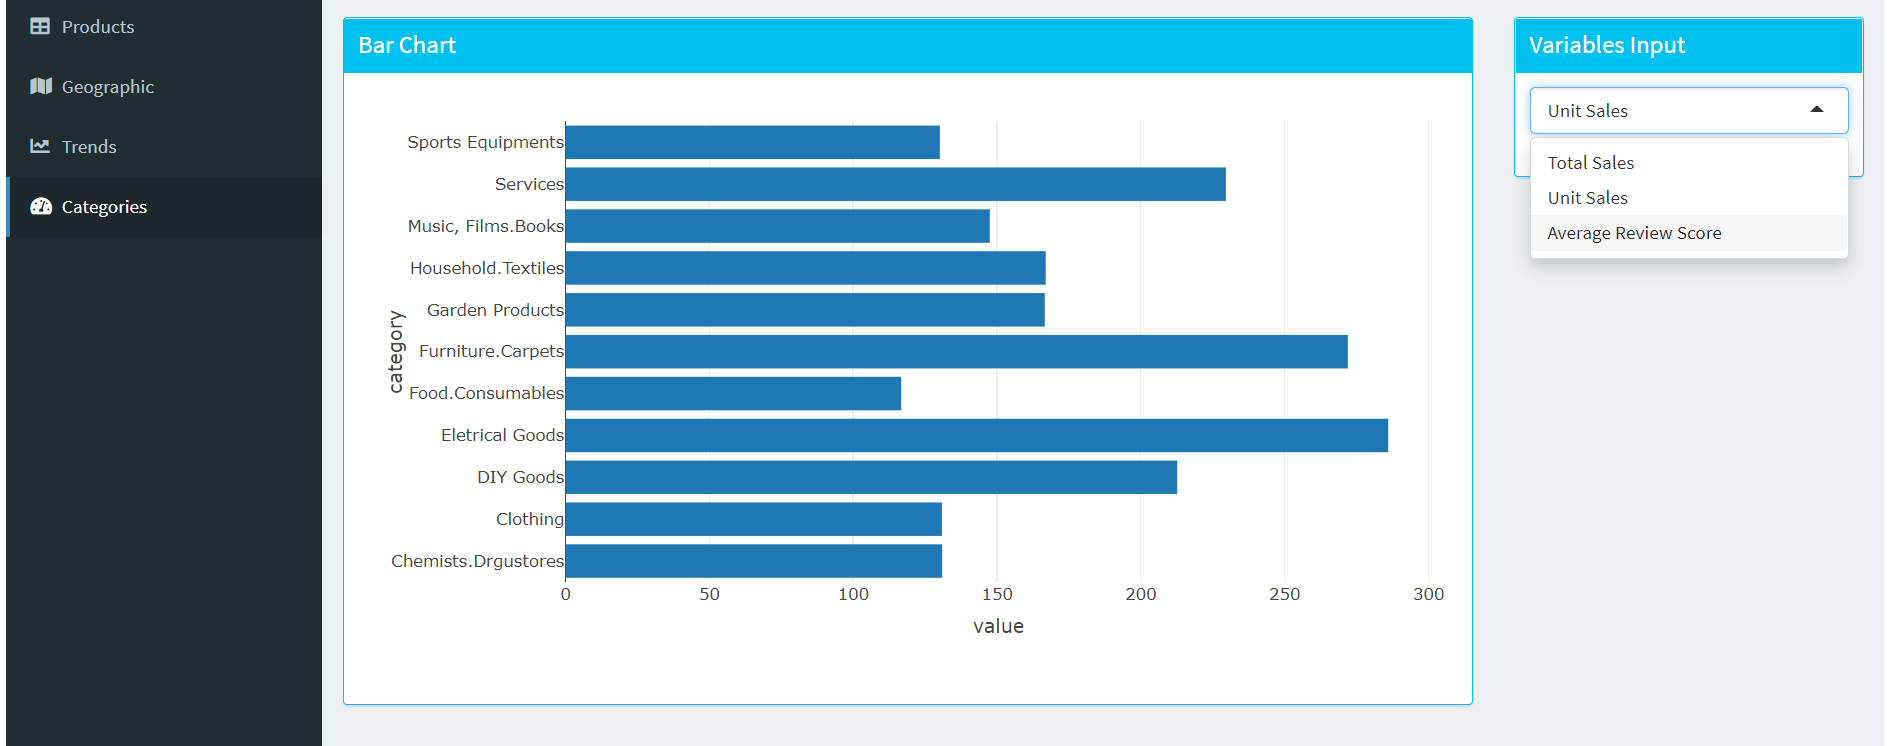 Products
Geographic
Trends
Categories
Bar Chart
Sports Equipments
Services
Music, Films.Books
Household.Textiles
Garden Products
Furniture.Carpets
Food.Consumables
Eletrical Goods
DIY Goods
Clothing
Chemists.Drgustores
category
0 50 100 150 200 250 300
value
Variables Input
Unit Sales
Total Sales
Unit Sales
Average Review Score